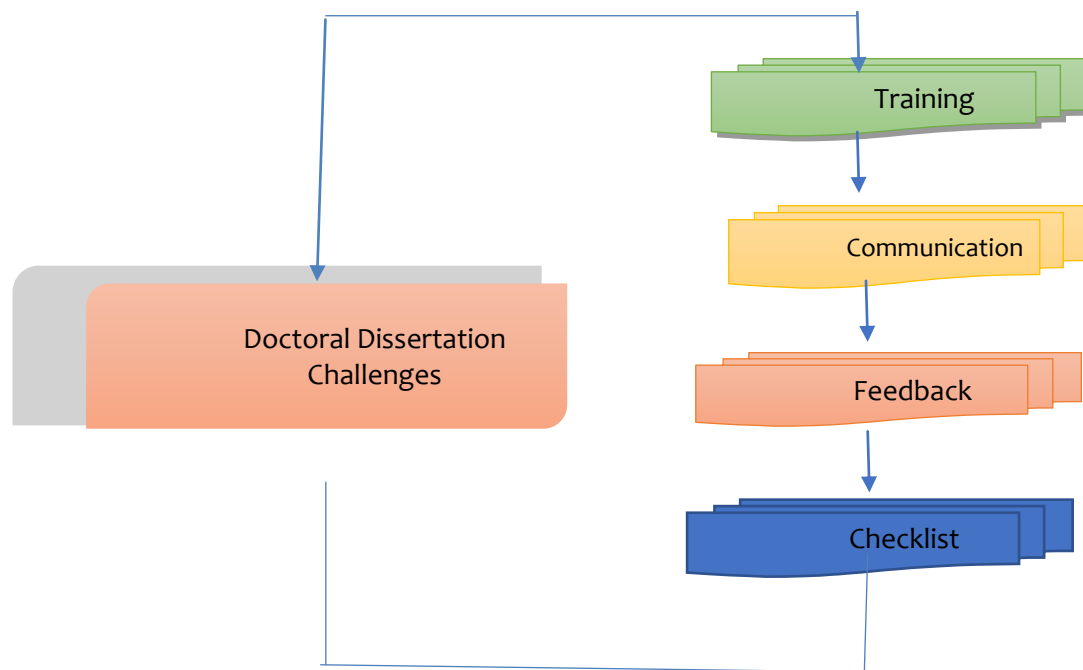 Training
Communication
Doctoral Dissertation
Challenges
Feedback
Checklist